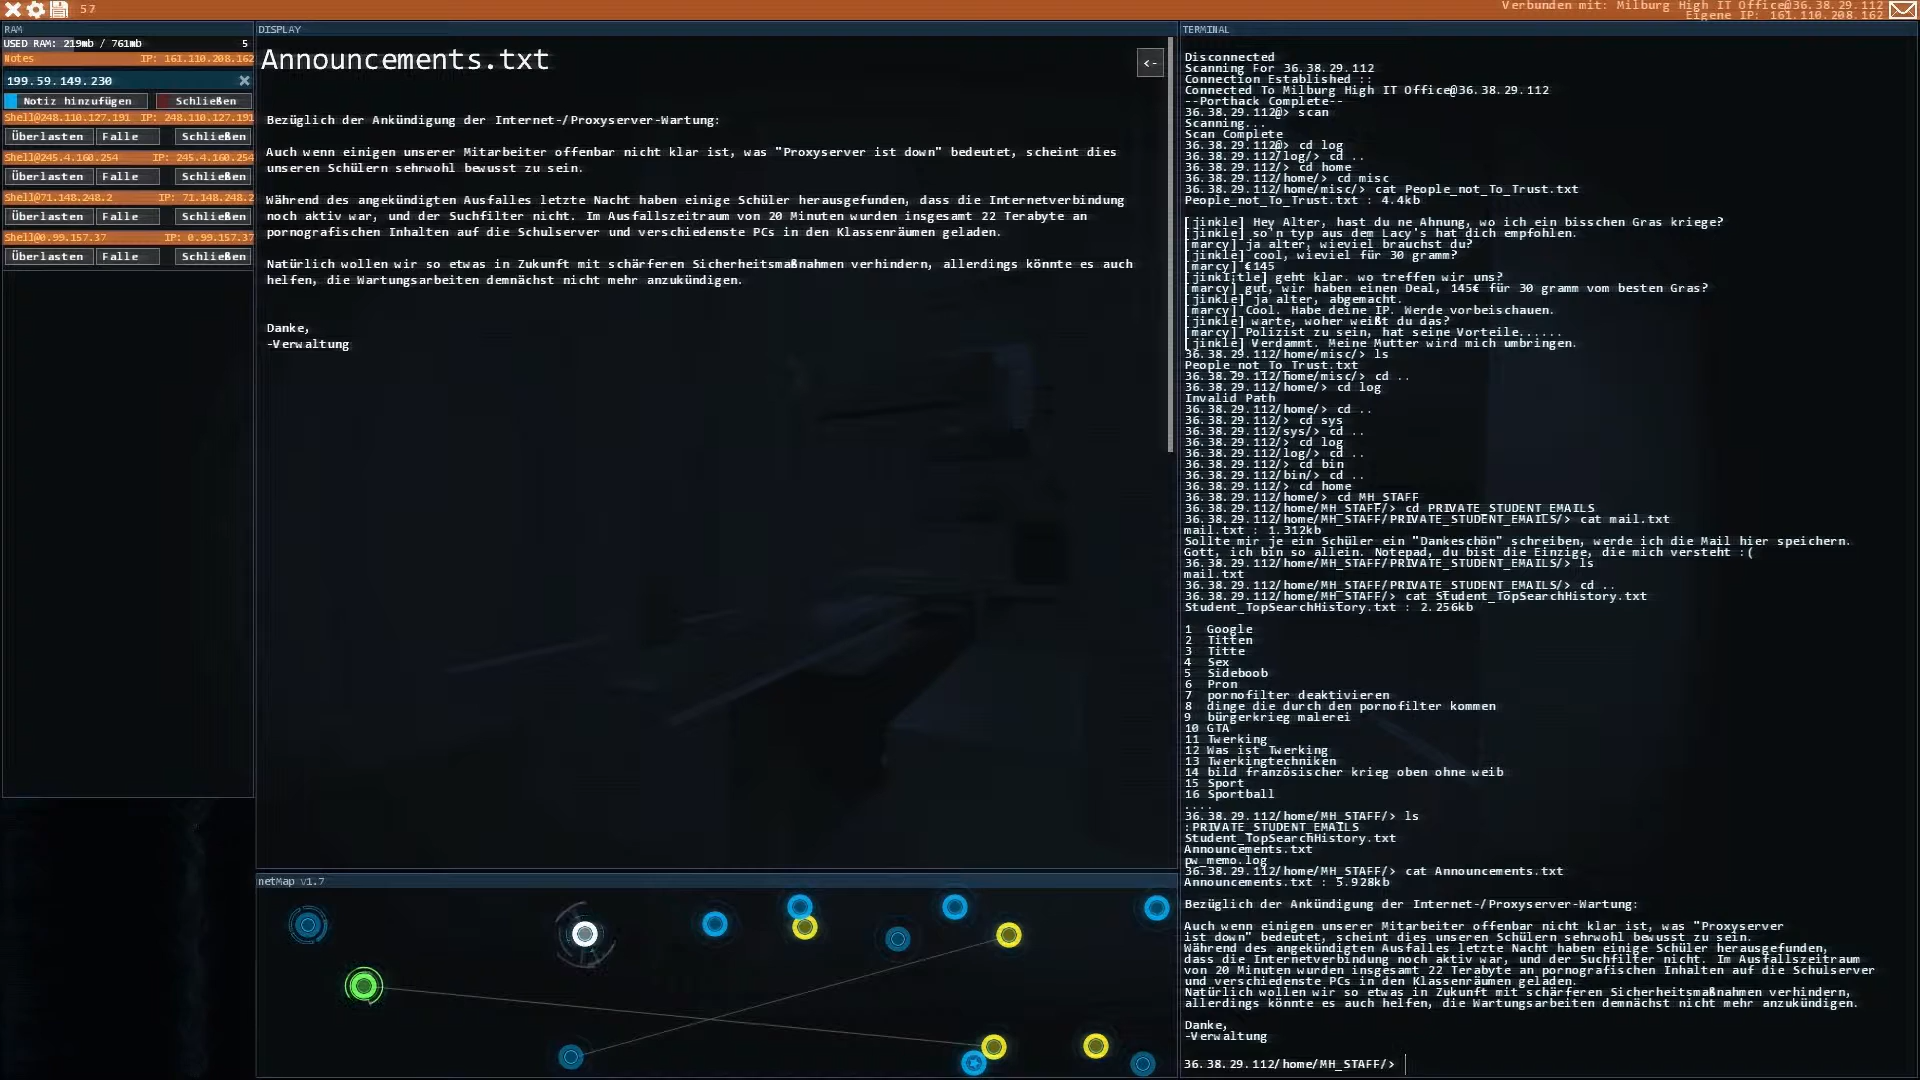 57
Verbunden mit: Milburg High IT Office@36.38.29.112
Eigene IP: 161.110.208.162
RAM
USED RAM: 219mb / 761mb 5
Notes IP: 161.110.208.162
199.59.149.230
Notiz hinzufügen Schließen
Shell@248.110.127.191 IP: 248.110.127.191
Überlasten Falle Schließen
Shell@245.4.160.254 IP: 245.4.160.254
Überlasten Falle Schließen
Shell@71.148.248.2 IP: 71.148.248.2
Überlasten Falle Schließen
Shell@0.99.157.37 IP: 0.99.157.37
Überlasten Falle Schließen
DISPLAY
Announcements.txt
<-
Bezüglich der Ankündigung der Internet-/Proxyserver-Wartung:
Auch wenn einigen unserer Mitarbeiter offenbar nicht klar ist, was "Proxyserver ist down" bedeutet, scheint dies
unseren Schülern sehrwohl bewusst zu sein.
Während des angekündigten Ausfalles letzte Nacht haben einige Schüler herausgefunden, dass die Internetverbindung
noch aktiv war, und der Suchfilter nicht. Im Ausfallszeitraum von 20 Minuten wurden insgesamt 22 Terabyte an
pornografischen Inhalten auf die Schulserver und verschiedenste PCs in den Klassenräumen geladen.
Natürlich wollen wir so etwas in Zukunft mit schärferen Sicherheitsmaßnahmen verhindern, allerdings könnte es auch
helfen, die Wartungsarbeiten demnächst nicht mehr anzukündigen.
Danke,
-Verwaltung
netMap v1.7
TERMINAL
Disconnected
Scanning For 36.38.29.112
Connection Established ::
Connected To Milburg High IT Office@36.38.29.112
--Porthack Complete--
36.38.29.112@> scan
Scanning...
Scan Complete
36.38.29.112@> cd log
36.38.29.112/log/> cd ..
36.38.29.112/> cd home
36.38.29.112/home/> cd misc
36.38.29.112/home/misc/> cat People_not_To_Trust.txt
People_not_To_Trust.txt : 4.4kb
[jinkle] Hey Alter, hast du ne Ahnung, wo ich ein bisschen Gras kriege?
[jinkle] so'n typ aus dem Lacy's hat dich empfohlen.
[marcy] ja alter, wieviel brauchst du?
[jinkle] cool, wieviel für 30 gramm?
[marcy] €145
[jinkI;tle] geht klar. wo treffen wir uns?
[marcy] gut, wir haben einen Deal, 145€ für 30 gramm vom besten Gras?
[jinkle] ja alter, abgemacht.
[marcy] Cool. Habe deine IP. Werde vorbeischauen.
[jinkle] warte, woher weißt du das?
[marcy] Polizist zu sein, hat seine Vorteile......
[jinkle] Verdammt. Meine Mutter wird mich umbringen.
36.38.29.112/home/misc/> ls
People_not_To_Trust.txt
36.38.29.112/home/misc/> cd ..
36.38.29.112/home/> cd log
Invalid Path
36.38.29.112/home/> cd ..
36.38.29.112/> cd sys
36.38.29.112/sys/> cd ..
36.38.29.112/> cd log
36.38.29.112/log/> cd ..
36.38.29.112/> cd bin
36.38.29.112/bin/> cd ..
36.38.29.112/> cd home
36.38.29.112/home/> cd MH_STAFF
36.38.29.112/home/MH_STAFF/> cd PRIVATE_STUDENT_EMAILS
36.38.29.112/home/MH_STAFF/PRIVATE_STUDENT_EMAILS/> cat mail.txt
mail.txt : 1.312kb
Sollte mir je ein Schüler ein "Dankeschön" schreiben, werde ich die Mail hier speichern.
Gott, ich bin so allein. Notepad, du bist die Einzige, die mich versteht :(
36.38.29.112/home/MH_STAFF/PRIVATE_STUDENT_EMAILS/> ls
mail.txt
36.38.29.112/home/MH_STAFF/PRIVATE_STUDENT_EMAILS/> cd ..
36.38.29.112/home/MH_STAFF/> cat Student_TopSearchHistory.txt
Student_TopSearchHistory.txt : 2.256kb
1 Google
2 Titten
3 Titte
4 Sex
5 Sideboob
6 Pron
7 pornofilter deaktivieren
8 dinge die durch den pornofilter kommen
9 bürgerkrieg malerei
10 GTA
11 Twerking
12 Was ist Twerking
13 Twerkingtechniken
14 bild französischer krieg oben ohne weib
15 Sport
16 Sportball
....
36.38.29.112/home/MH_STAFF/> ls
:PRIVATE_STUDENT_EMAILS
Student_TopSearchHistory.txt
Announcements.txt
pw_memo.log
36.38.29.112/home/MH_STAFF/> cat Announcements.txt
Announcements.txt : 5.928kb
Bezüglich der Ankündigung der Internet-/Proxyserver-Wartung:
Auch wenn einigen unserer Mitarbeiter offenbar nicht klar ist, was "Proxyserver
ist down" bedeutet, scheint dies unseren Schülern sehrwohl bewusst zu sein.
Während des angekündigten Ausfalles letzte Nacht haben einige Schüler herausgefunden,
dass die Internetverbindung noch aktiv war, und der Suchfilter nicht. Im Ausfallszeitraum
von 20 Minuten wurden insgesamt 22 Terabyte an pornografischen Inhalten auf die Schulserver
und verschiedenste PCs in den Klassenräumen geladen.
Natürlich wollen wir so etwas in Zukunft mit schärferen Sicherheitsmaßnahmen verhindern,
allerdings könnte es auch helfen, die Wartungsarbeiten demnächst nicht mehr anzukündigen.
Danke,
-Verwaltung
36.38.29.112/home/MH_STAFF/>